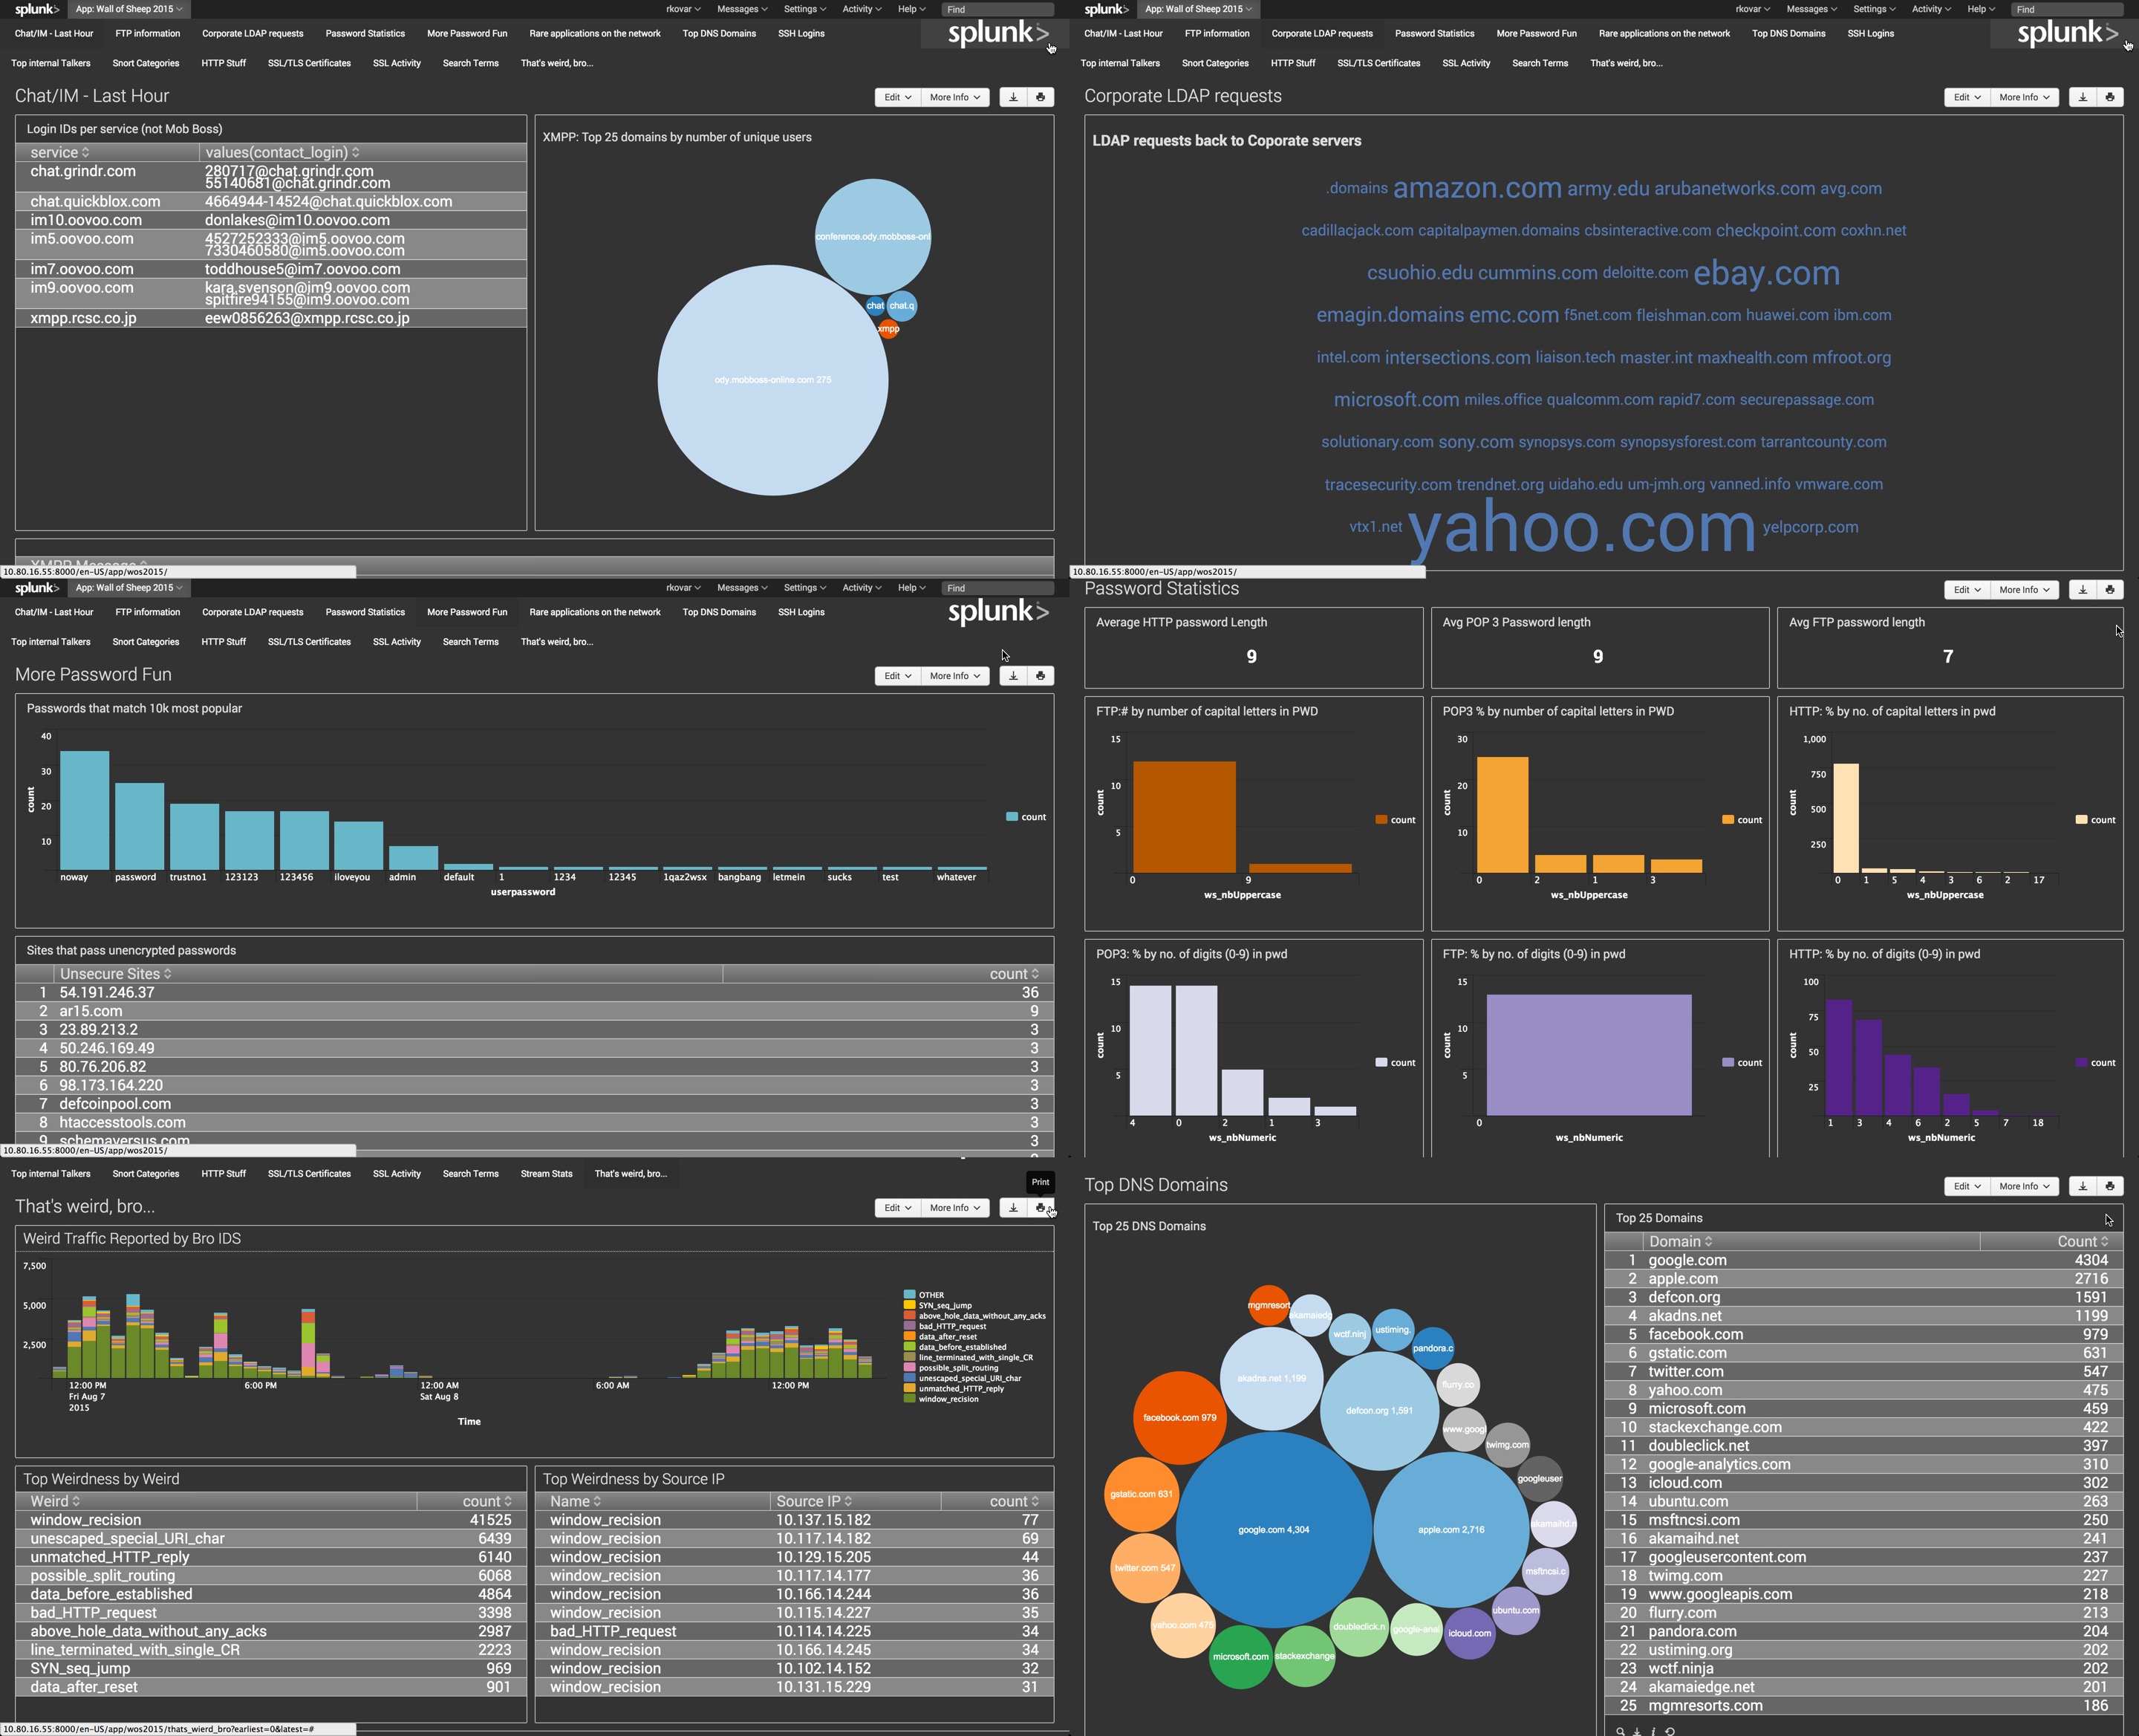 splunk> App: Wall of Sheep 2015 rkovar Messages Settings Activity Help Find
Chat/IM - Last Hour FTP information Corporate LDAP requests Password Statistics More Password Fun Rare applications on the network Top DNS Domains SSH Logins
splunk>
Top internal Talkers Snort Categories HTTP Stuff SSL/TLS Certificates SSL Activity Search Terms That's weird, bro...
Chat/IM - Last Hour
Edit More Info
Login IDs per service (not Mob Boss)
service values(contact_login)
chat.grindr.com 280717@chat.grindr.com
55140681@chat.grindr.com
chat.quickblox.com 4664944-14524@chat.quickblox.com
im10.oovoo.com donlakes@im10.oovoo.com
im5.oovoo.com 4527252333@im5.oovoo.com
7330460580@im5.oovoo.com
im7.oovoo.com toddhouse5@im7.oovoo.com
im9.oovoo.com kara.svenson@im9.oovoo.com
spitfire94155@im9.oovoo.com
xmpp.rcsc.co.jp eew0856263@xmpp.rcsc.co.jp
XMPP: Top 25 domains by number of unique users
conference.ody.mobboss-onl
chat chat.q
xmpp
ody.mobboss-online.com 275
XMPP Message
10.80.16.55:8000/en-US/app/wos2015/
splunk> App: Wall of Sheep 2015 rkovar Messages Settings Activity Help Find
Chat/IM - Last Hour FTP information Corporate LDAP requests Password Statistics More Password Fun Rare applications on the network Top DNS Domains SSH Logins
splunk>
Top internal Talkers Snort Categories HTTP Stuff SSL/TLS Certificates SSL Activity Search Terms That's weird, bro...
Corporate LDAP requests
Edit More Info
LDAP requests back to Coporate servers
.domains amazon.com army.edu arubanetworks.com avg.com
cadillacjack.com capitalpaymen.domains cbsinteractive.com checkpoint.com coxhn.net
csuohio.edu cummins.com deloitte.com ebay.com
emagin.domains emc.com f5net.com fleishman.com huawei.com ibm.com
intel.com intersections.com liaison.tech master.int maxhealth.com mfroot.org
microsoft.com miles.office qualcomm.com rapid7.com securepassage.com
solutionary.com sony.com synopsys.com synopsysforest.com tarrantcounty.com
tracesecurity.com trendnet.org uidaho.edu um-jmh.org vanned.info vmware.com
vtx1.net yahoo.com yelpcorp.com
10.80.16.55:8000/en-US/app/wos2015/
splunk> App: Wall of Sheep 2015 rkovar Messages Settings Activity Help Find
Chat/IM - Last Hour FTP information Corporate LDAP requests Password Statistics More Password Fun Rare applications on the network Top DNS Domains SSH Logins
splunk>
Top internal Talkers Snort Categories HTTP Stuff SSL/TLS Certificates SSL Activity Search Terms That's weird, bro...
More Password Fun
Edit More Info
Passwords that match 10k most popular
40
30
20
10
count
count
noway password trustno1 123123 123456 iloveyou admin default 1 1234 12345 1qaz2wsx bangbang letmein sucks test whatever
userpassword
Sites that pass unencrypted passwords
Unsecure Sites count
1 54.191.246.37 36
2 ar15.com 9
3 23.89.213.2 3
4 50.246.169.49 3
5 80.76.206.82 3
6 98.173.164.220 3
7 defcoinpool.com 3
8 htaccesstools.com 3
9 schemaversus.com 3
10.80.16.55:8000/en-US/app/wos2015/
Password Statistics
Edit More Info
Average HTTP password Length
9
Avg POP 3 Password length
9
Avg FTP password length
7
FTP:# by number of capital letters in PWD
15
10
5
count
count
0 9
ws_nbUppercase
POP3 % by number of capital letters in PWD
30
20
10
count
count
0 2 1 3
ws_nbUppercase
HTTP: % by no. of capital letters in pwd
1,000
750
500
250
count
count
0 1 5 4 3 6 2 17
ws_nbUppercase
POP3: % by no. of digits (0-9) in pwd
15
10
5
count
count
4 0 2 1 3
ws_nbNumeric
FTP: % by no. of digits (0-9) in pwd
15
10
5
count
count
0
ws_nbNumeric
HTTP: % by no. of digits (0-9) in pwd
100
75
50
25
count
count
1 3 4 6 2 5 7 18
ws_nbNumeric
Top internal Talkers Snort Categories HTTP Stuff SSL/TLS Certificates SSL Activity Search Terms Stream Stats That's weird, bro...
Print
That's weird, bro...
Edit More Info
Weird Traffic Reported by Bro IDS
7,500
5,000
2,500
12:00 PM 6:00 PM 12:00 AM 6:00 AM 12:00 PM
Fri Aug 7 Sat Aug 8
2015
Time
OTHER
SYN_seq_jump
above_hole_data_without_any_acks
bad_HTTP_request
data_after_reset
data_before_established
line_terminated_with_single_CR
possible_split_routing
unescaped_special_URI_char
unmatched_HTTP_reply
window_recision
Top Weirdness by Weird
Weird count
window_recision 41525
unescaped_special_URI_char 6439
unmatched_HTTP_reply 6140
possible_split_routing 6068
data_before_established 4864
bad_HTTP_request 3398
above_hole_data_without_any_acks 2987
line_terminated_with_single_CR 2223
SYN_seq_jump 969
data_after_reset 901
Top Weirdness by Source IP
Name Source IP count
window_recision 10.137.15.182 77
window_recision 10.117.14.182 69
window_recision 10.129.15.205 44
window_recision 10.117.14.177 36
window_recision 10.166.14.244 36
window_recision 10.115.14.227 35
bad_HTTP_request 10.114.14.225 34
window_recision 10.166.14.245 34
window_recision 10.102.14.152 32
window_recision 10.131.15.229 31
10.80.16.55:8000/en-US/app/wos2015/thats_wierd_bro?earliest=0&latest=#
Top DNS Domains
Edit More Info
Top 25 DNS Domains
mgmresort
akamaiedg
wctf.ninj
ustiming.
pandora.c
akadns.net 1,199
flurry.co
defcon.org 1,591
facebook.com 979
www.googl
twimg.com
googleuser
gstatic.com 631
google.com 4,304
apple.com 2,716
akamaihd.n
twitter.com 547
msftncsi.c
yahoo.com 475
ubuntu.com
doubleclick.n
google-anal
icloud.com
microsoft.com
stackexchange
Top 25 Domains
Domain Count
1 google.com 4304
2 apple.com 2716
3 defcon.org 1591
4 akadns.net 1199
5 facebook.com 979
6 gstatic.com 631
7 twitter.com 547
8 yahoo.com 475
9 microsoft.com 459
10 stackexchange.com 422
11 doubleclick.net 397
12 google-analytics.com 310
13 icloud.com 302
14 ubuntu.com 263
15 msftncsi.com 250
16 akamaihd.net 241
17 googleusercontent.com 237
18 twimg.com 227
19 www.googleapis.com 218
20 flurry.com 213
21 pandora.com 204
22 ustiming.org 202
23 wctf.ninja 202
24 akamaiedge.net 201
25 mgmresorts.com 186